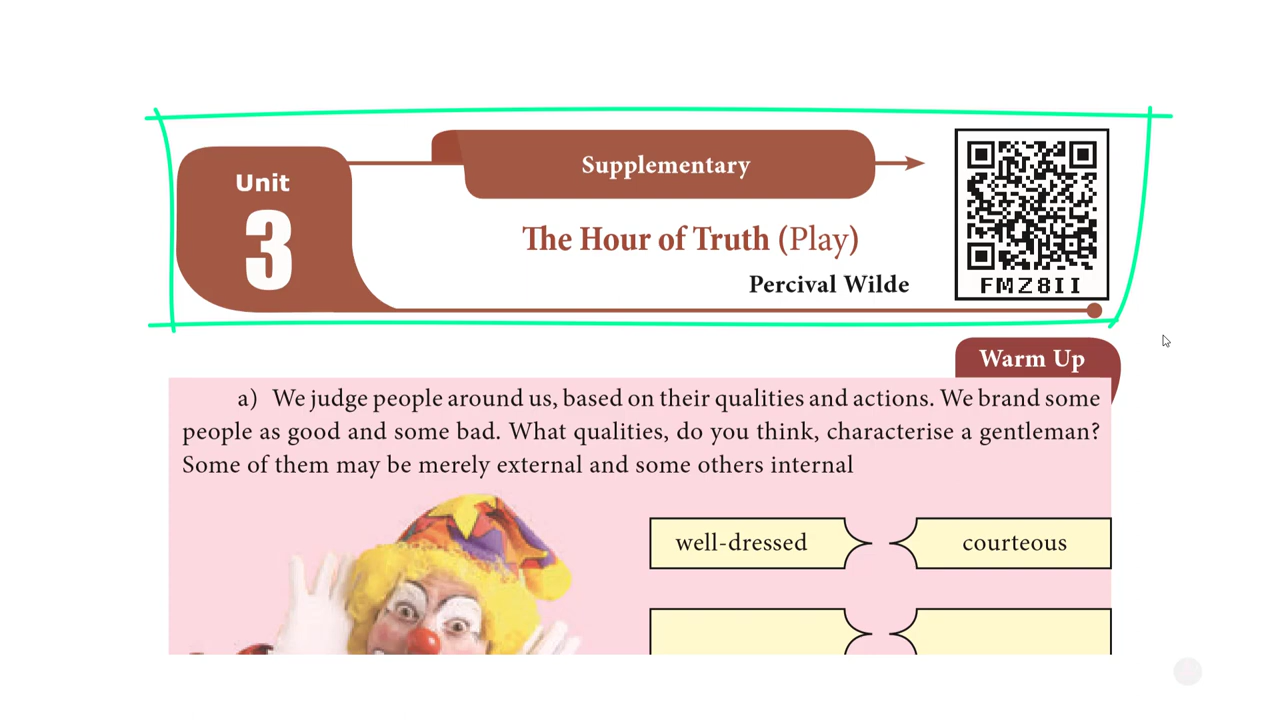 Supplementary
Unit
3
The Hour of Truth (Play)
Percival Wilde
FMZ8II
Warm Up
a) We judge people around us, based on their qualities and actions. We brand some
people as good and some bad. What qualities, do you think, characterise a gentleman?
Some of them may be merely external and some others internal
well-dressed
courteous